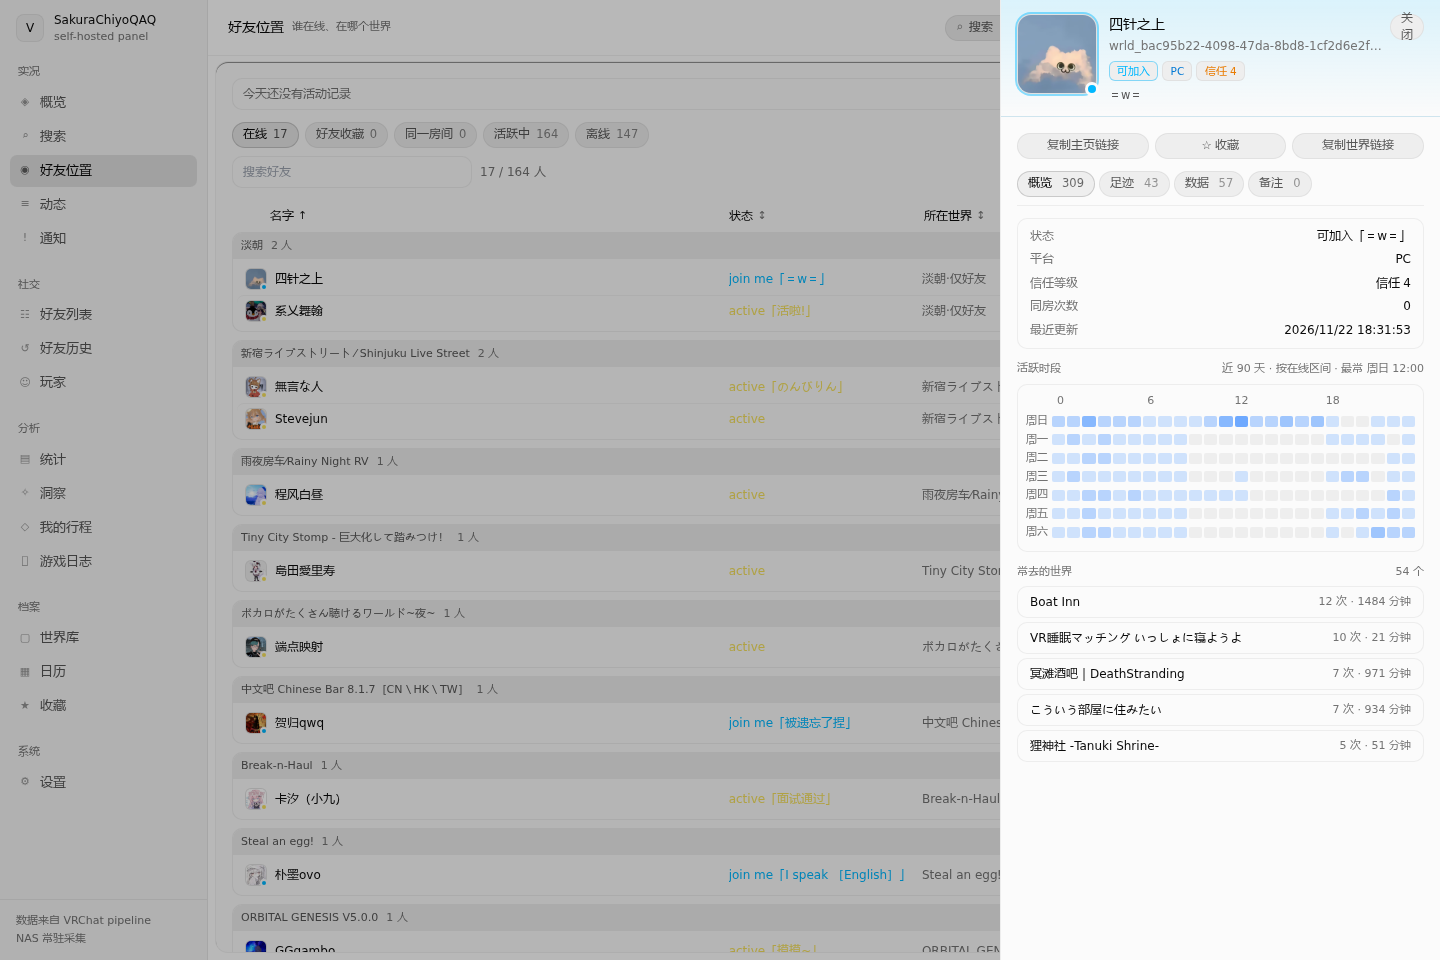 V
SakuraChiyoQAQ
self-hosted panel
实况
概览
搜索
好友位置
动态
通知
社交
好友列表
好友历史
玩家
分析
统计
洞察
我的行程
游戏日志
档案
世界库
日历
收藏
系统
设置
数据来自 VRChat pipeline
NAS 常驻采集
好友位置 谁在线、在哪个世界
搜索
今天还没有活动记录
在线 17 好友收藏 0 同一房间 0 活跃中 164 离线 147
搜索好友 17 / 164 人
名字 ↑ 状态 ↕ 所在世界 ↕
淡朝 2 人
四针之上 join me「=w=」 淡朝·仅好友
系乂舞翰 active「活啦!」 淡朝·仅好友
新宿ライブストリート ⁄ Shinjuku Live Street 2 人
無言な人 active「のんびりん」 新宿ライブス
Stevejun active 新宿ライブス
雨夜房车⁄Rainy Night RV 1 人
程风白昼 active 雨夜房车⁄Rainy
Tiny City Stomp - 巨大化して踏みつけ! 1 人
島田愛里寿 active Tiny City Stom
ボカロがたくさん聴けるワールド~夜~ 1 人
端点映射 active ボカロがたくさ
中文吧 Chinese Bar 8.1.7 [CN \ HK \ TW] 1 人
贺归qwq join me「被遗忘了捏」 中文吧 Chines
Break-n-Haul 1 人
卡汐（小九） active「面试通过」 Break-n-Haul
Steal an egg! 1 人
朴墨ovo join me「I speak [English] 」 Steal an egg!
ORBITAL GENESIS V5.0.0 1 人
GGgambo active「摸摸~」 ORBITAL GEN
四针之上
wrld_bac95b22-4098-47da-8bd8-1cf2d6e2f…
可加入 PC 信任 4
=w=
关闭
复制主页链接 ☆ 收藏 复制世界链接
概览 309 足迹 43 数据 57 备注 0
状态 可加入「=w=」
平台 PC
信任等级 信任 4
同房次数 0
最近更新 2026/11/22 18:31:53
活跃时段 近 90 天 · 按在线区间 · 最常 周日 12:00
0 6 12 18
周日
周一
周二
周三
周四
周五
周六
常去的世界 54 个
Boat Inn 12 次 · 1484 分钟
VR睡眠マッチング いっしょに寝ようよ 10 次 · 21 分钟
冥滩酒吧 | DeathStranding 7 次 · 971 分钟
こういう部屋に住みたい 7 次 · 934 分钟
狸神社 -Tanuki Shrine- 5 次 · 51 分钟